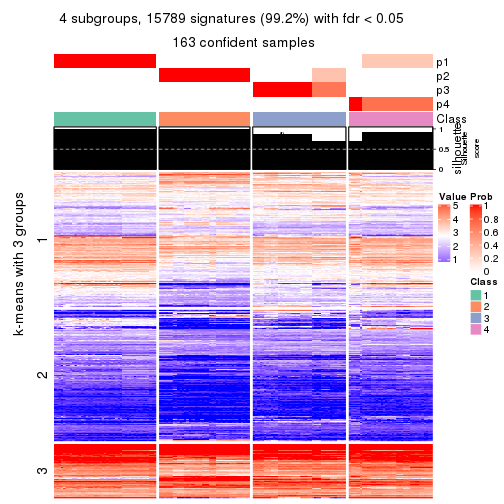 4 subgroups, 15789 signatures (99.2%) with fdr < 0.05
163 confident samples
p1
p2
p3
p4
Class
1
0.5
0
silhouette
Silhouette
score
k-means with 3 groups
1
2
3
Value
5
4
3
2
1
Prob
1
0.8
0.6
0.4
0.2
0
Class
1
2
3
4